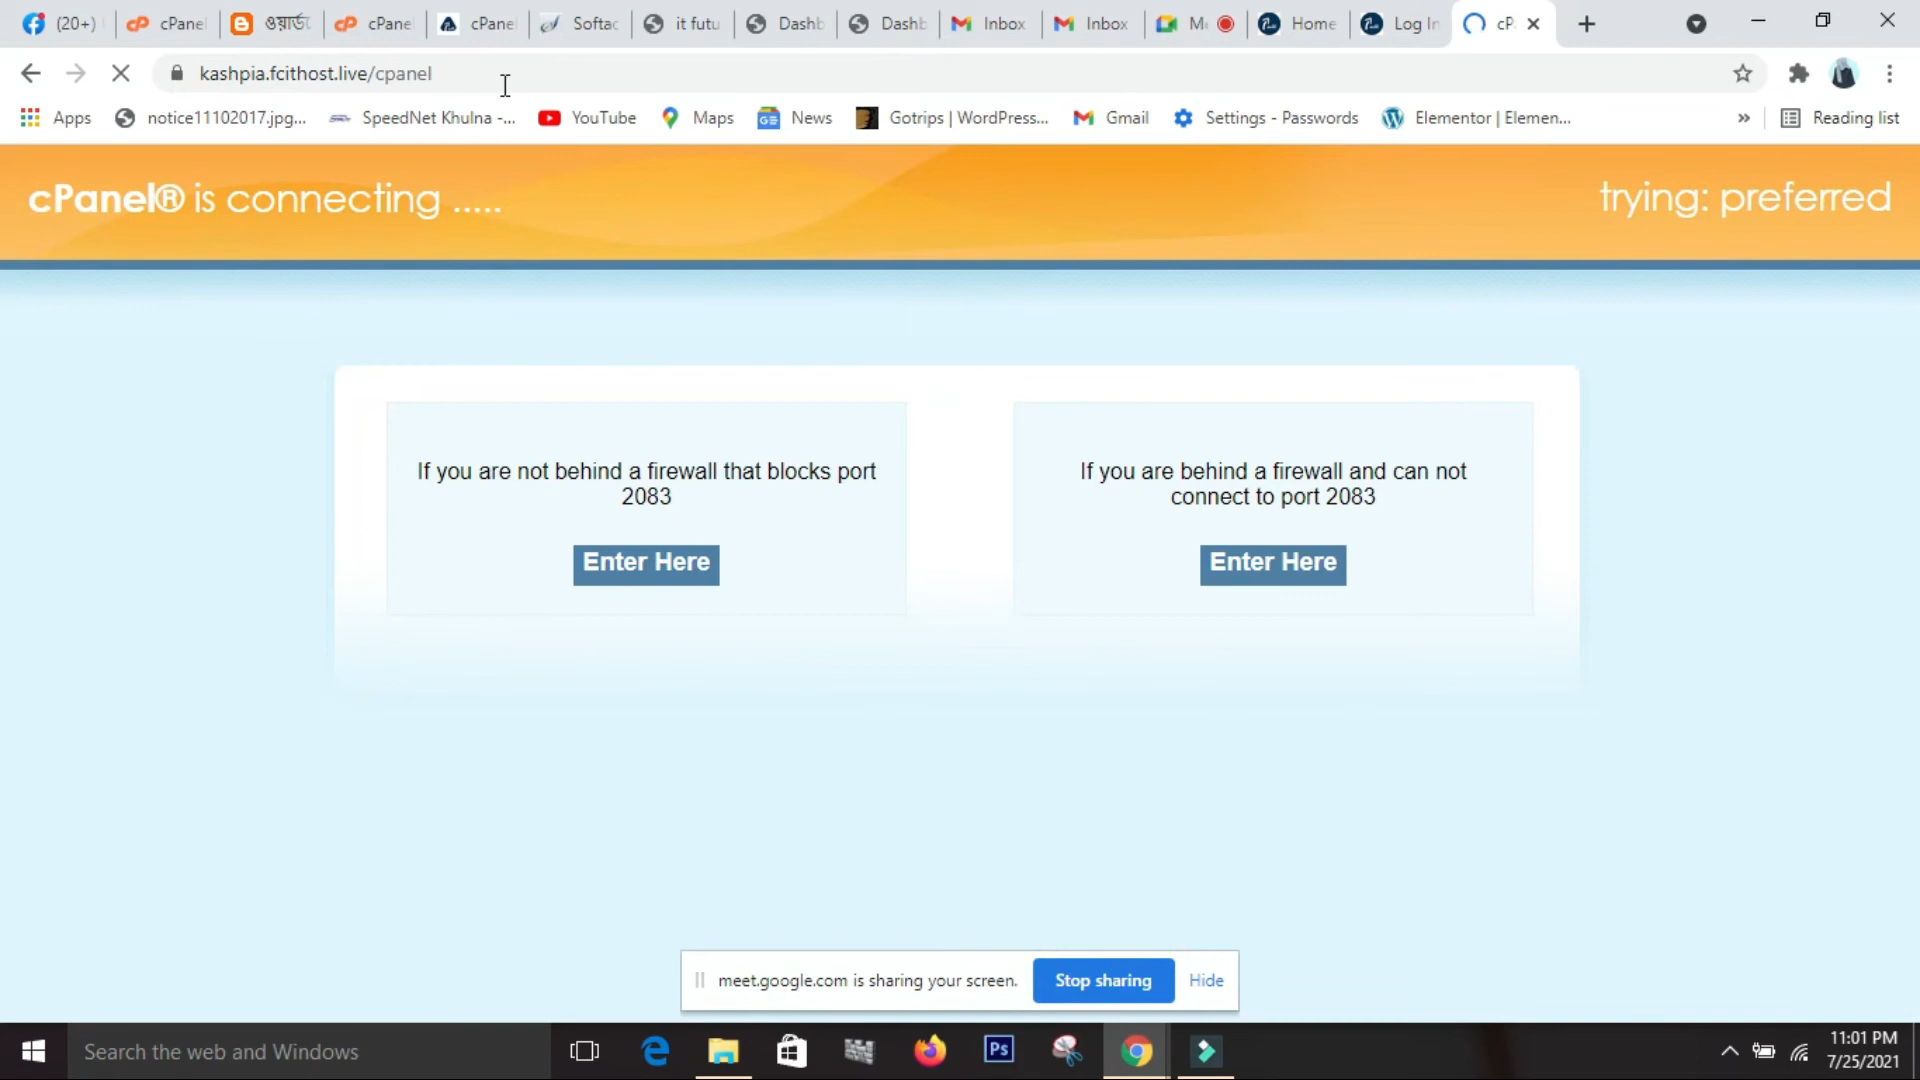 (20+)
cPanel
ওয়ার্ড
cPane
cPanel
Softac
it futu
Dashb
Dashb
Inbox
Inbox
Me
Home
Log In
cP
kashpia.fcithost.live/cpanel
Apps
notice11102017.jpg...
SpeedNet Khulna -...
YouTube
Maps
News
Gotrips | WordPress...
Gmail
Settings - Passwords
Elementor | Elemen...
»
Reading list
cPanel® is connecting .....
trying: preferred
If you are not behind a firewall that blocks port
2083
Enter Here
If you are behind a firewall and can not
connect to port 2083
Enter Here
meet.google.com is sharing your screen.
Stop sharing
Hide
Search the web and Windows
Ps
11:01 PM
7/25/2021